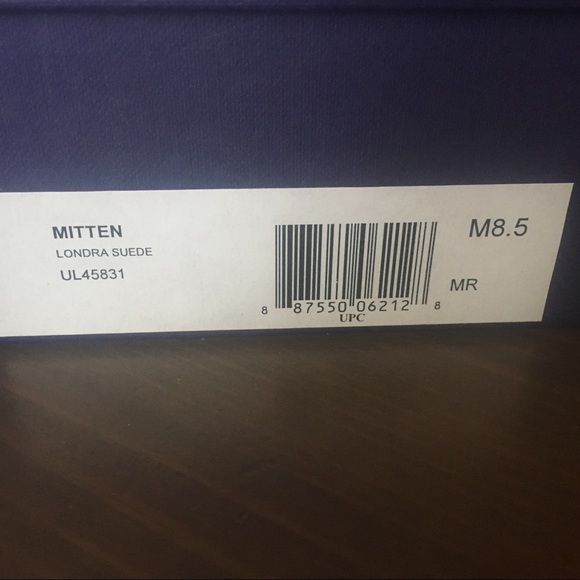 MITTEN
LONDRA SUEDE
UL45831
8 87550 06212 8
UPC
M8.5
MR